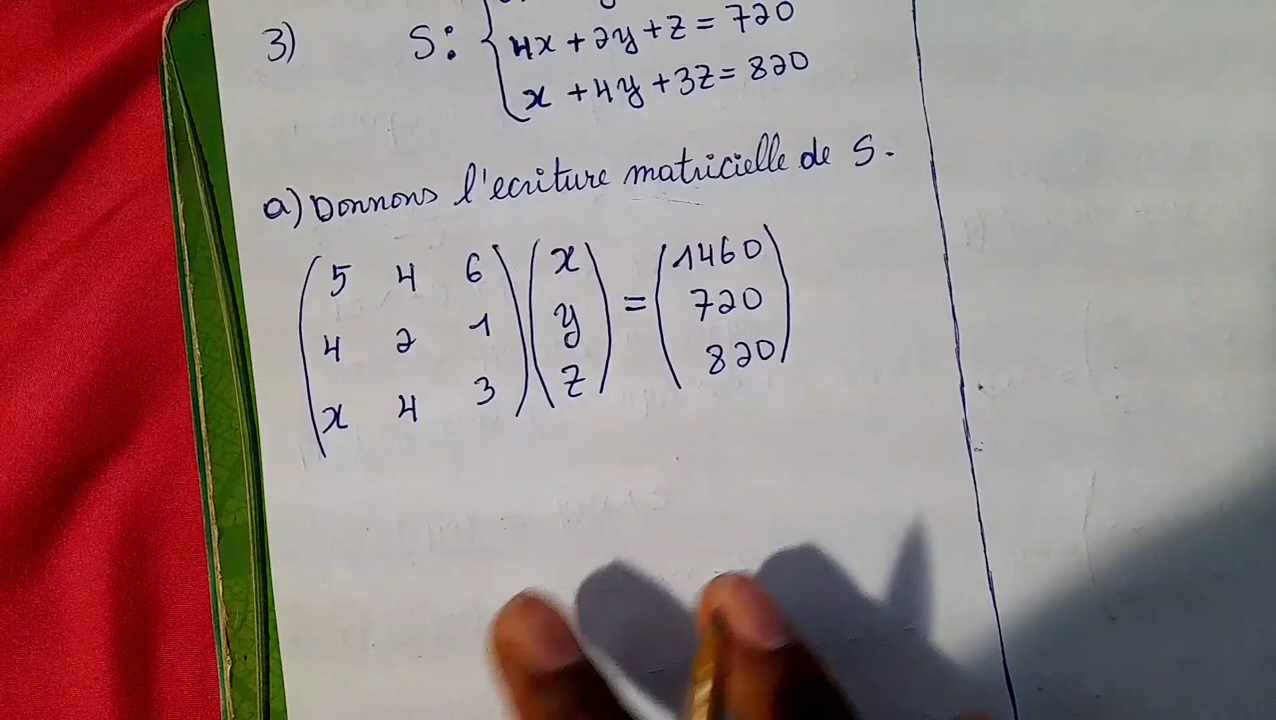 3) S:
4x + 2y + z = 720
x + 4y + 3z = 820
a) Donnons l'ecriture matricielle de S.
( 5 4 6 ) ( x ) = ( 1460 )
( 4 2 1 ) ( y ) ( 720 )
( x 4 3 ) ( z ) ( 820 )